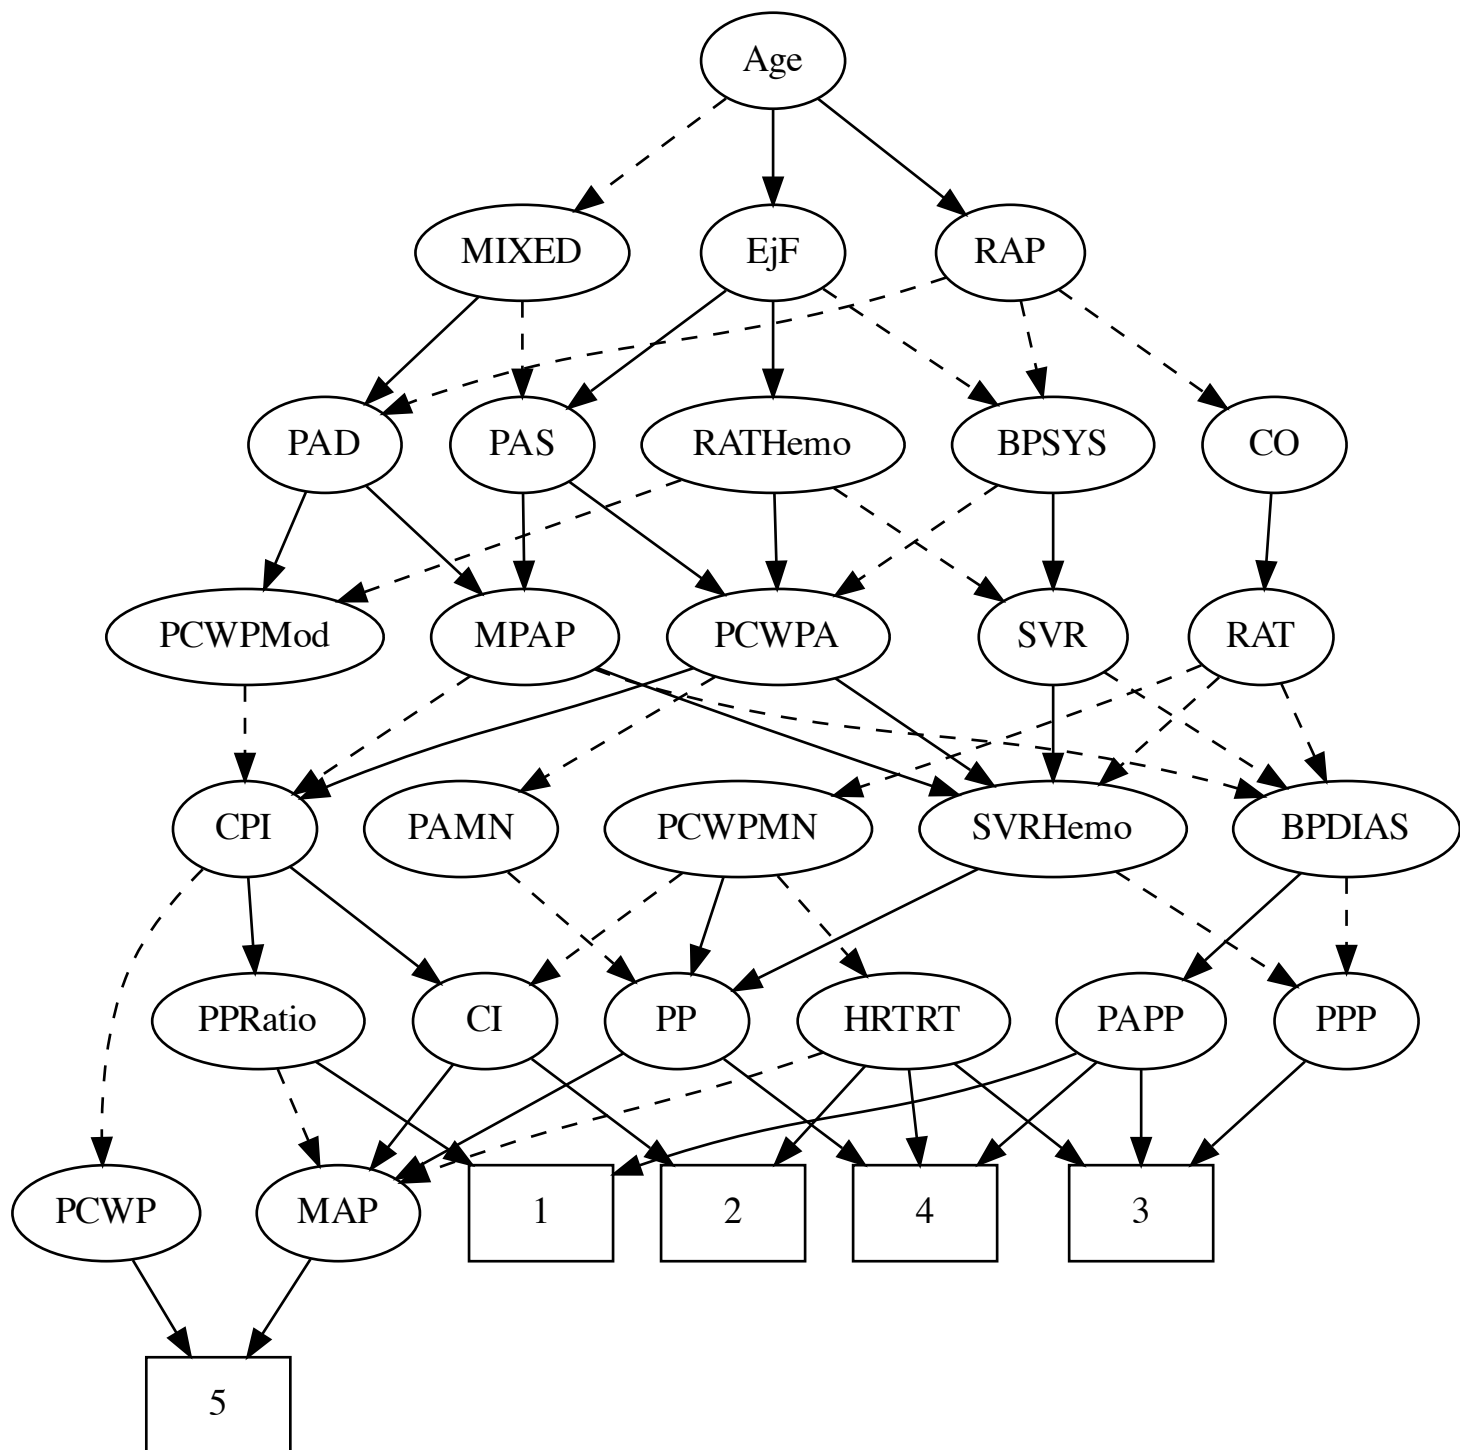 Age
MIXED
EjF
RAP
PAD
PAS
RATHemo
BPSYS
CO
PCWPMod
MPAP
PCWPA
SVR
RAT
CPI
PAMN
PCWPMN
SVRHemo
BPDIAS
PPRatio
CI
PP
HRTRT
PAPP
PPP
PCWP
MAP
1
2
4
3
5